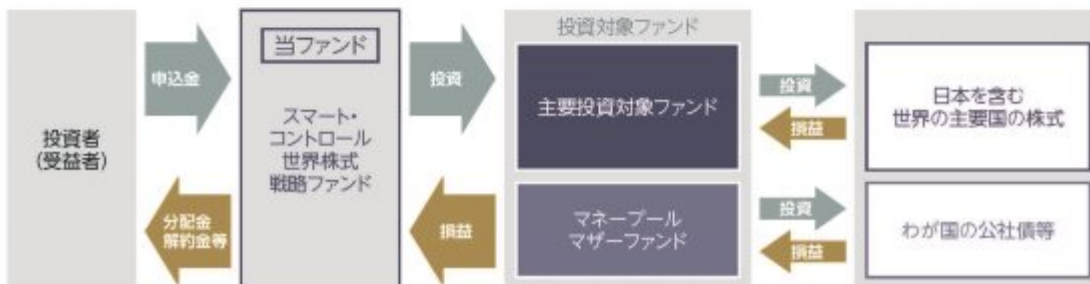 投資者
(受益者)
申込金
分配金
解約金等
当ファンド
スマート・
コントロール
世界株式
戦略ファンド
投資
損益
投資対象ファンド
主要投資対象ファンド
マネープール
マザーファンド
投資
損益
投資
損益
日本を含む
世界の主要国の株式
わが国の公社債等